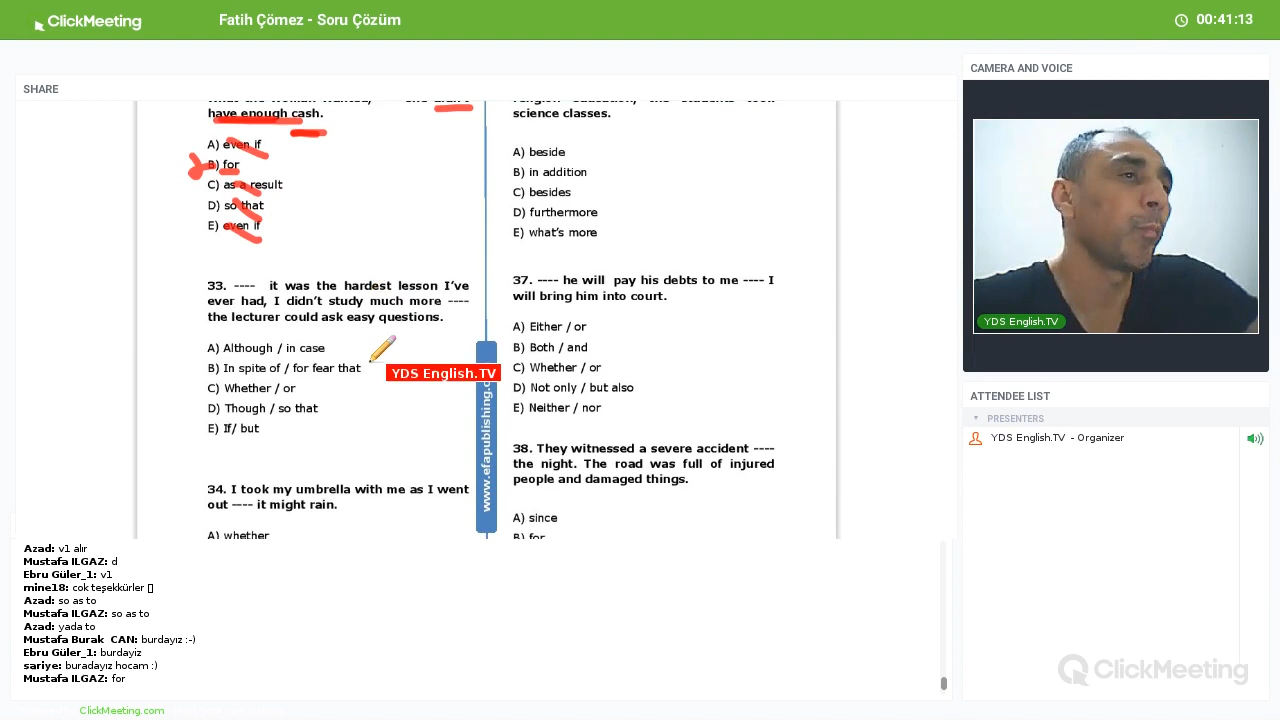 ClickMeeting
Fatih Çömez - Soru Çözüm
00:41:13
SHARE
CAMERA AND VOICE
have enough cash.
A) even if
B) for
C) as a result
D) so that
E) even if
33. ---- it was the hardest lesson I've
ever had, I didn't study much more ----
the lecturer could ask easy questions.
A) Although / in case
B) In spite of / for fear that
C) Whether / or
D) Though / so that
E) If/ but
34. I took my umbrella with me as I went
out ---- it might rain.
A) whether
www.efapublishing.c
YDS English.TV
science classes.
A) beside
B) in addition
C) besides
D) furthermore
E) what's more
37. ---- he will pay his debts to me ---- I
will bring him into court.
A) Either / or
B) Both / and
C) Whether / or
D) Not only / but also
E) Neither / nor
38. They witnessed a severe accident ----
the night. The road was full of injured
people and damaged things.
A) since
B) for
YDS English.TV
ATTENDEE LIST
PRESENTERS
YDS English.TV - Organizer
Azad: v1 alır
Mustafa ILGAZ: d
Ebru Güler_1: v1
mine18: cok teşekkürler []
Azad: so as to
Mustafa ILGAZ: so as to
Azad: yada to
Mustafa Burak CAN: burdayız :-)
Ebru Güler_1: burdayiz
sariye: buradayız hocam :)
Mustafa ILGAZ: for
ClickMeeting
ClickMeeting.com